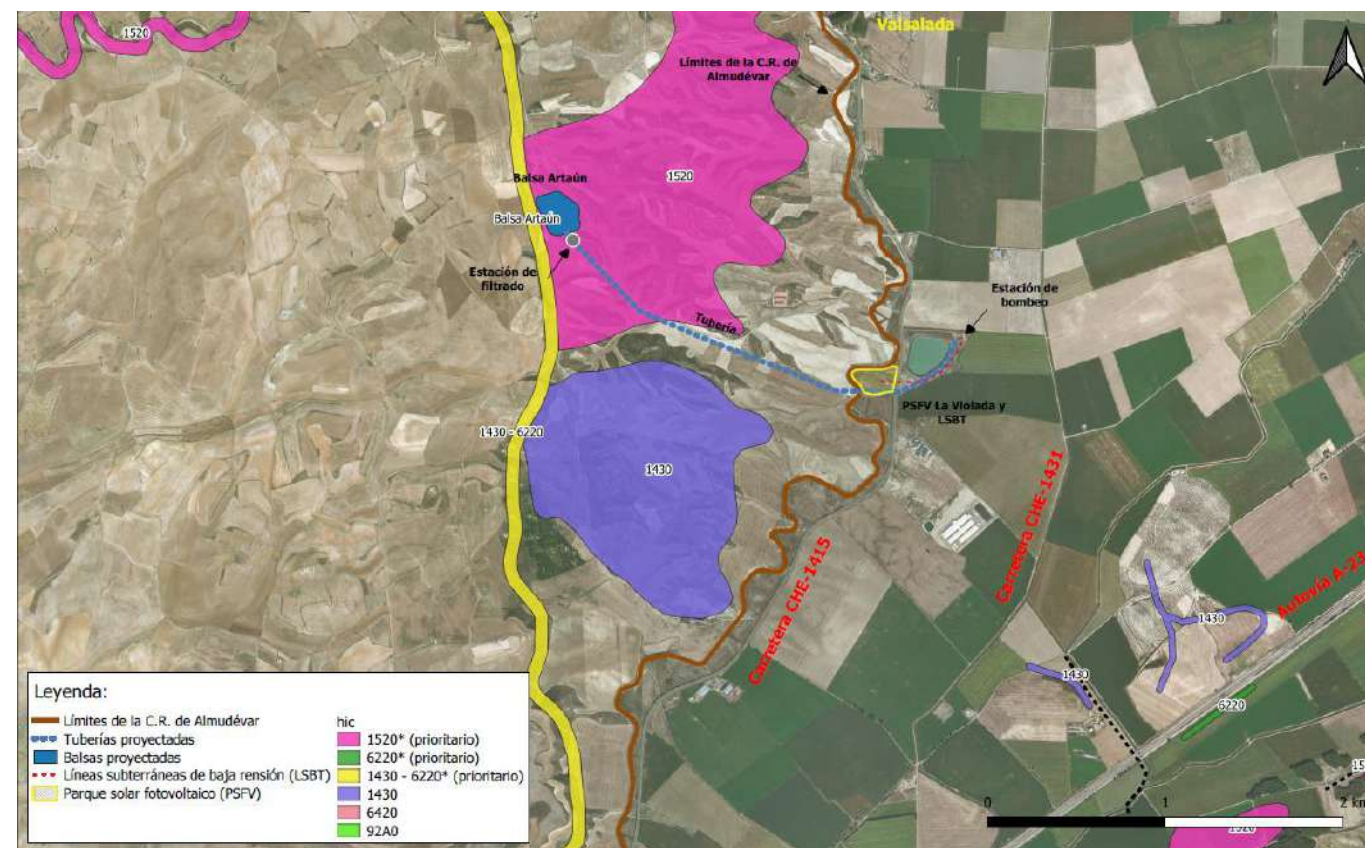 1520
Valsalada
Límites de la C.R. de
Almudévar
1520
Balsa Artaún
Balsa Artaún
Estación de
filtrado
Tubería
Estación de
bombeo
PSFV La Violada y
LSBT
1430 - 6220
1430
Carretera CHE-1415
Carretera CHE-1431
Autovía A-23
1430
1430
6220
1520
0
1
2 km
Leyenda:
Límites de la C.R. de Almudévar
Tuberías proyectadas
Balsas proyectadas
Líneas subterráneas de baja rensión (LSBT)
Parque solar fotovoltaico (PSFV)
hic
1520* (prioritario)
6220* (prioritario)
1430 - 6220* (prioritario)
1430
6420
92A0